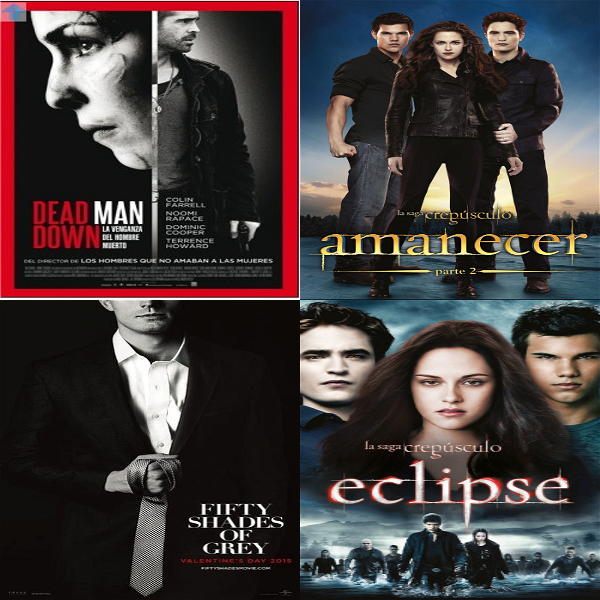 COLIN
FARRELL
NOOMI
RAPACE
DOMINIC
COOPER
TERRENCE
HOWARD
DEAD MAN
DOWN
LA VENGANZA
DEL HOMBRE
MUERTO
DEL DIRECTOR DE LOS HOMBRES QUE NO AMABAN A LAS MUJERES
la saga crepúsculo
amanecer
parte 2
FIFTY
SHADES
OF
GREY
VALENTINE'S DAY 2015
FIFTYSHADESMOVIE.COM
la saga crepúsculo
eclipse